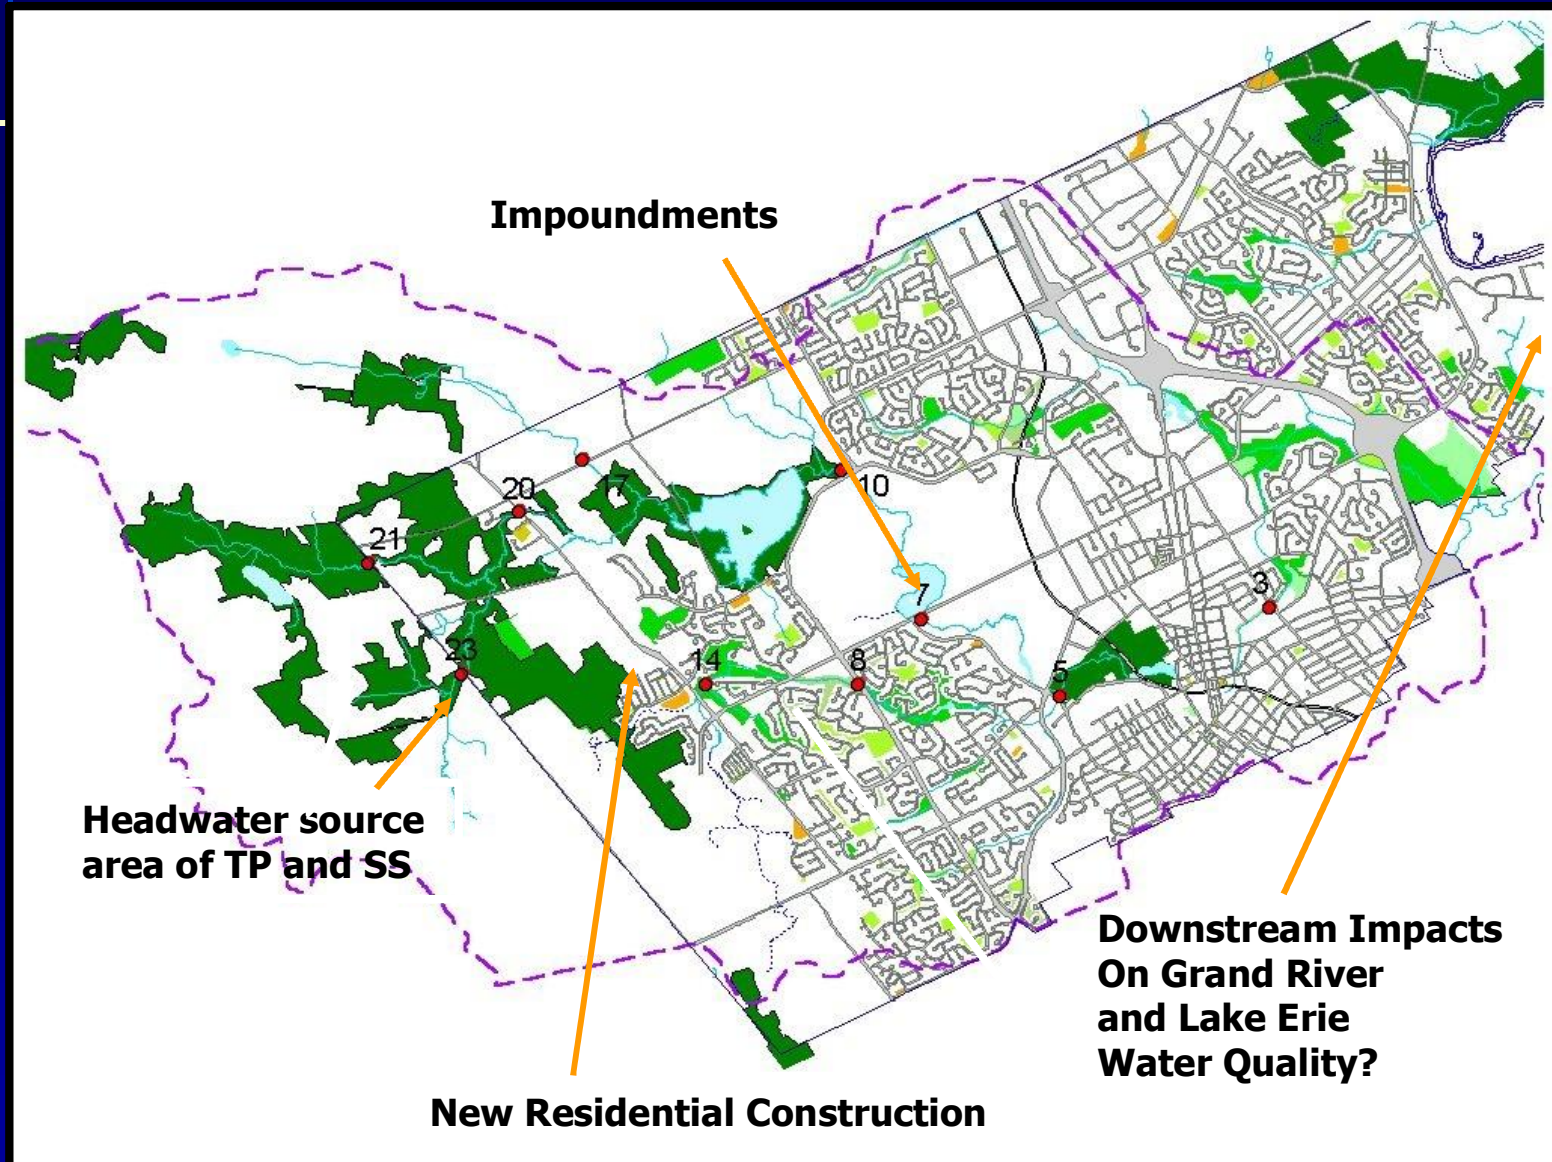 Impoundments
10
17
20
21
7
3
23
14
8
5
Headwater source
area of TP and SS
Downstream Impacts
On Grand River
and Lake Erie
Water Quality?
New Residential Construction